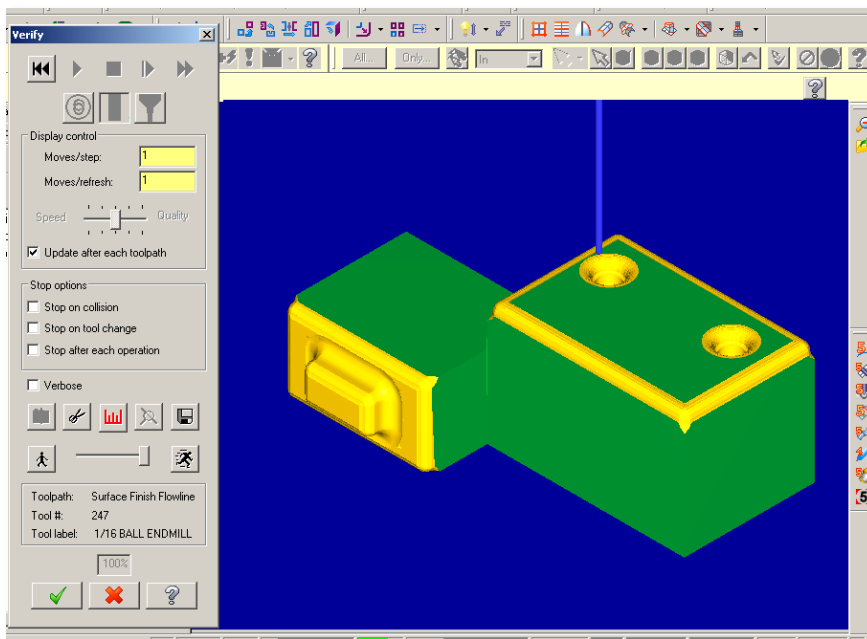 Verify
All...
Only...
In
Display control
Moves/step: 1
Moves/refresh: 1
Speed
Quality
Update after each toolpath
Stop options
Stop on collision
Stop on tool change
Stop after each operation
Verbose
Toolpath: Surface Finish Flowline
Tool #: 247
Tool label: 1/16 BALL ENDMILL
100%